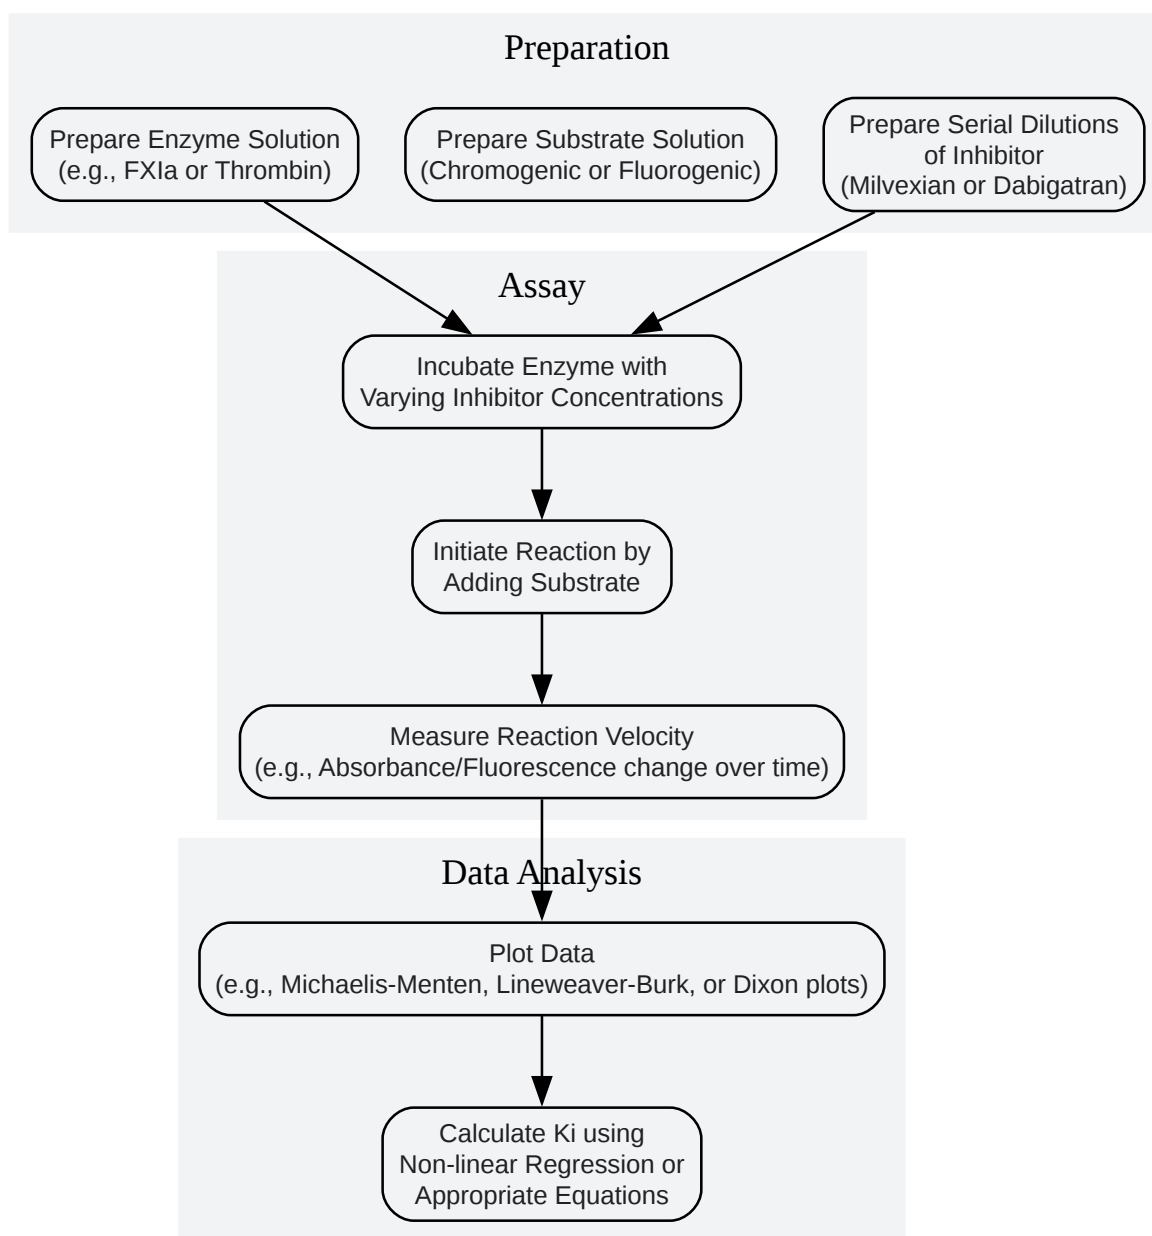 Preparation
Prepare Enzyme Solution
(e.g., FXIa or Thrombin)
Prepare Substrate Solution
(Chromogenic or Fluorogenic)
Prepare Serial Dilutions
of Inhibitor
(Milvexian or Dabigatran)
Assay
Incubate Enzyme with
Varying Inhibitor Concentrations
Initiate Reaction by
Adding Substrate
Measure Reaction Velocity
(e.g., Absorbance/Fluorescence change over time)
Data Analysis
Plot Data
(e.g., Michaelis-Menten, Lineweaver-Burk, or Dixon plots)
Calculate Ki using
Non-linear Regression or
Appropriate Equations